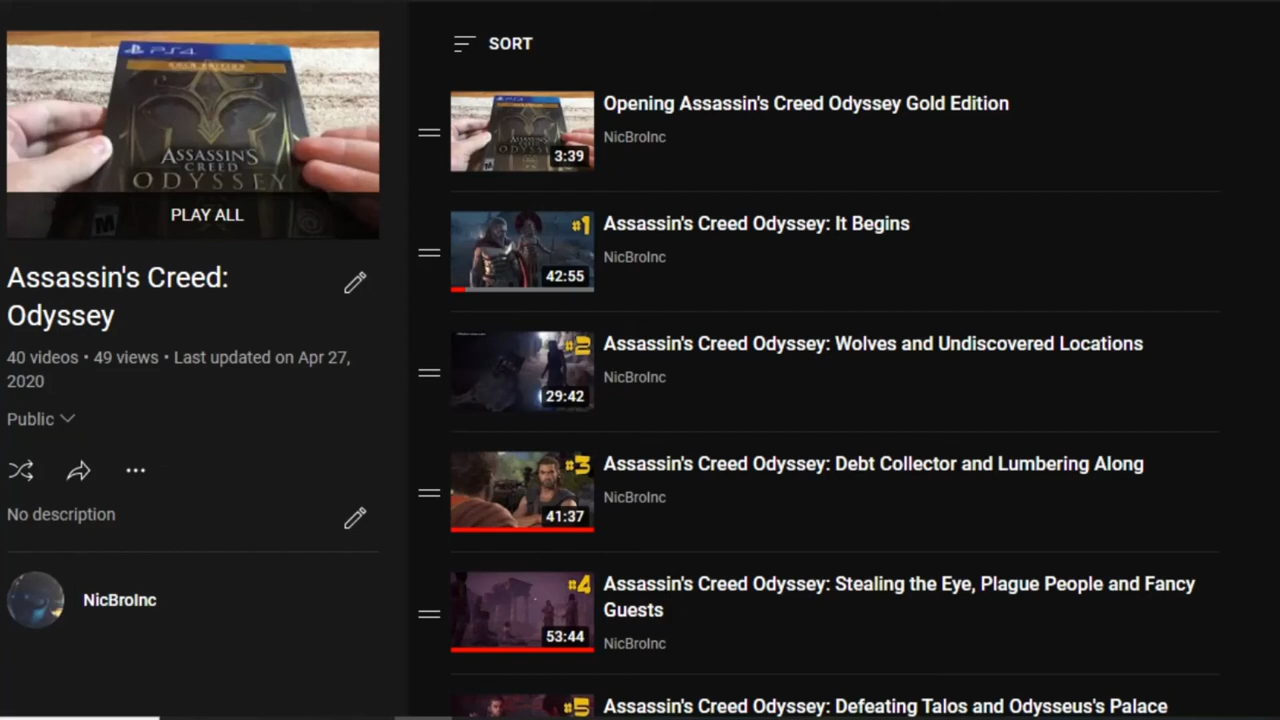 PS4
GOLD EDITION
ASSASSIN'S
CREED
ODYSSEY
PLAY ALL
Assassin's Creed:
Odyssey
40 videos • 49 views • Last updated on Apr 27,
2020
Public
No description
NicBroInc
SORT
Opening Assassin's Creed Odyssey Gold Edition
NicBroInc
3:39
#1
Assassin's Creed Odyssey: It Begins
NicBroInc
42:55
#2
Assassin's Creed Odyssey: Wolves and Undiscovered Locations
NicBroInc
29:42
#3
Assassin's Creed Odyssey: Debt Collector and Lumbering Along
NicBroInc
41:37
#4
Assassin's Creed Odyssey: Stealing the Eye, Plague People and Fancy
Guests
NicBroInc
53:44
#5
Assassin's Creed Odyssey: Defeating Talos and Odysseus's Palace